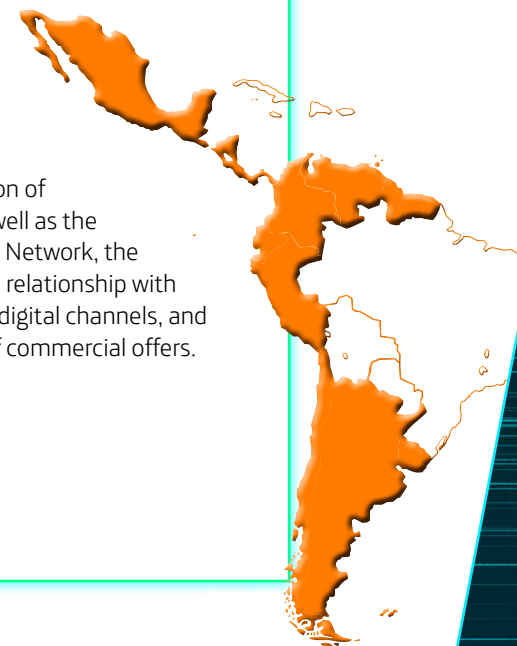 on of
well as the
Network, the
relationship with
digital channels, and
f commercial offers.